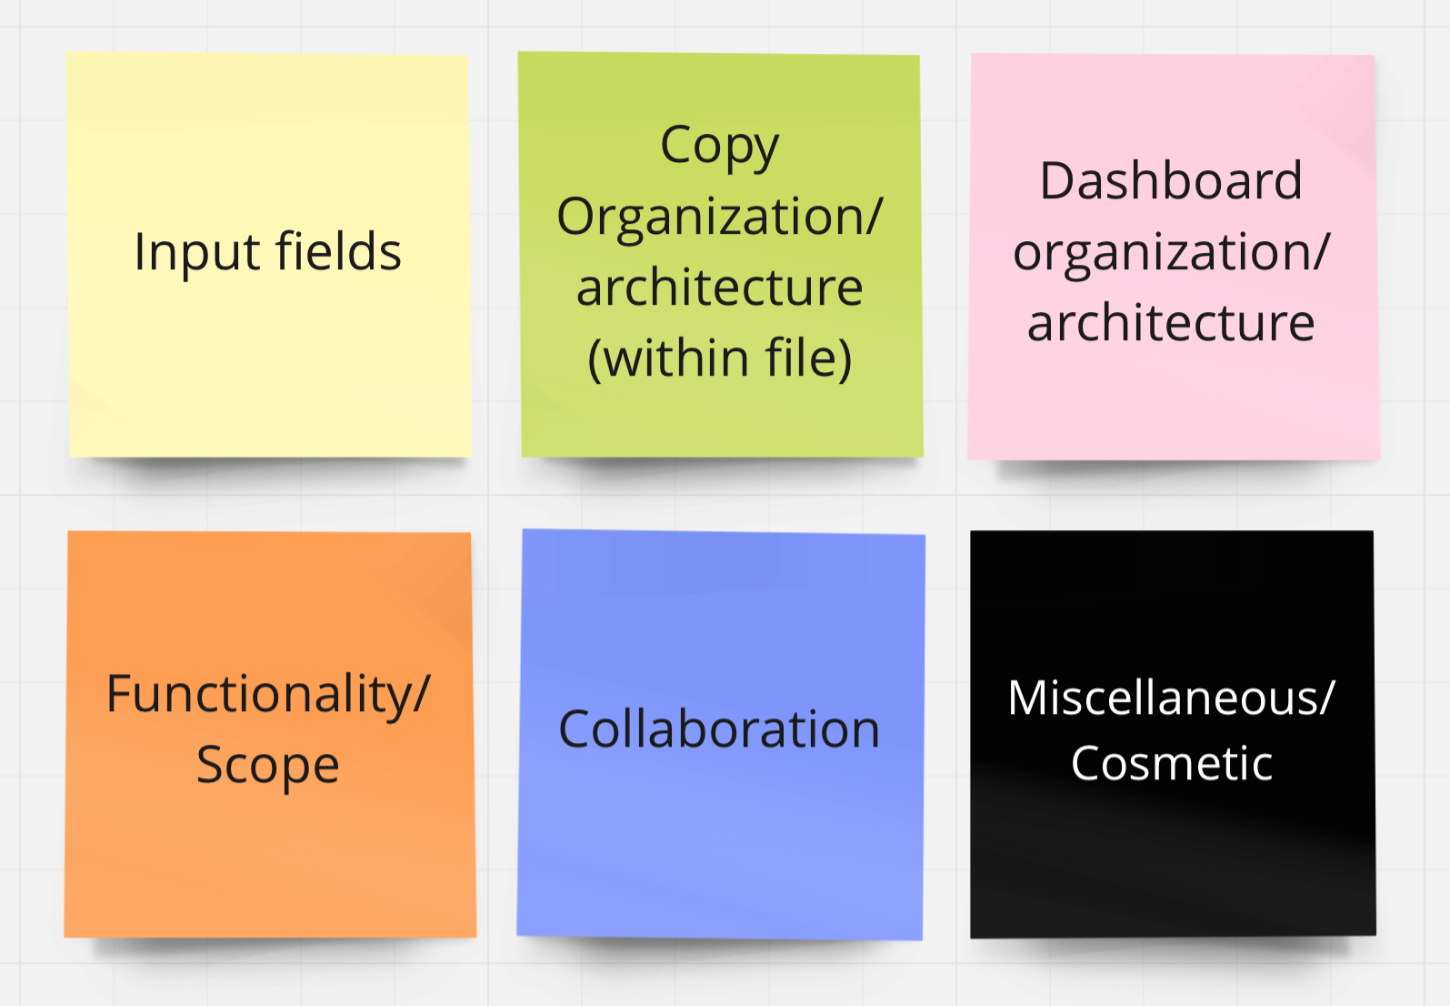 Input fields
Copy
Organization/
architecture
(within file)
Dashboard
organization/
architecture
Functionality/
Scope
Collaboration
Miscellaneous/
Cosmetic